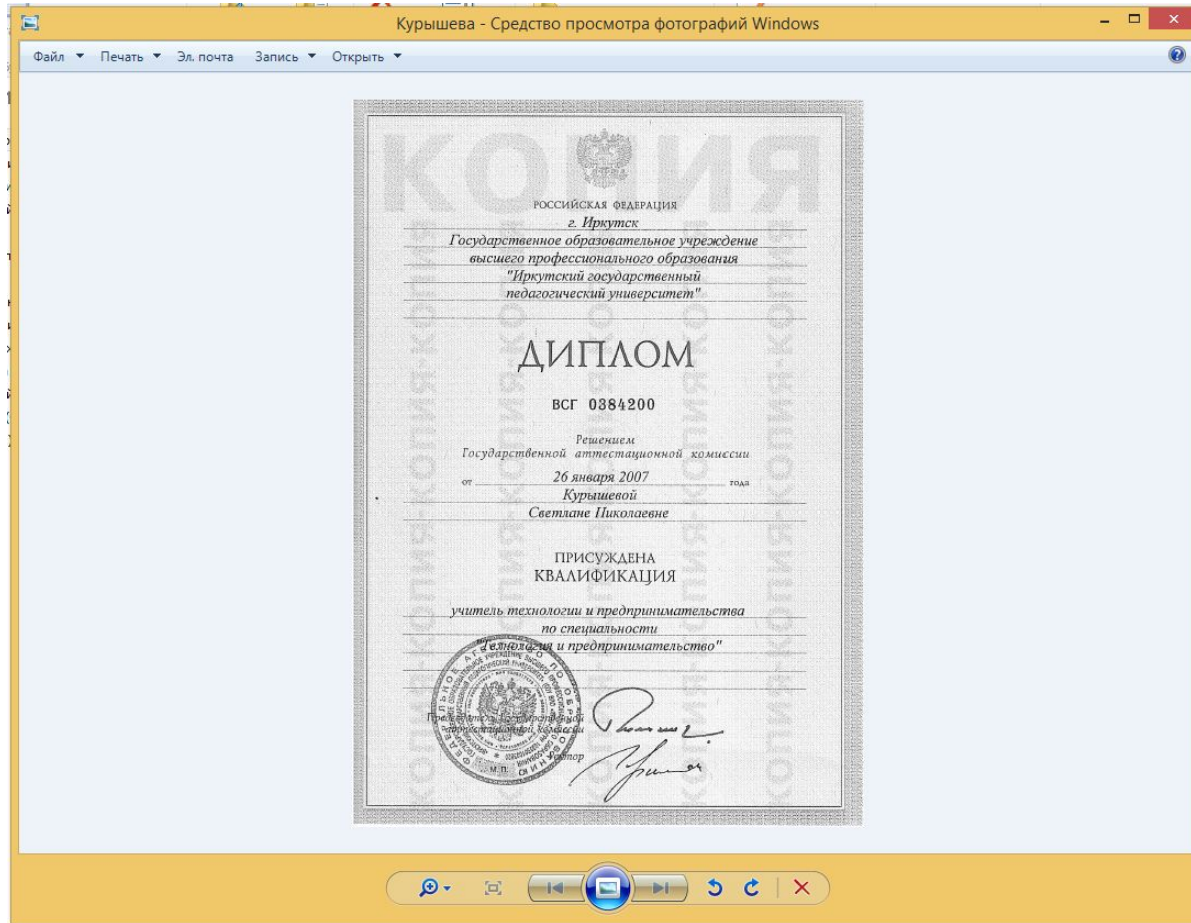 Курышева - Средство просмотра фотографий Windows
Файл Печать Эл. почта Запись Открыть
КОПИЯ
РОССИЙСКАЯ ФЕДЕРАЦИЯ
г. Иркутск
Государственное образовательное учреждение
высшего профессионального образования
"Иркутский государственный
педагогический университет"
ДИПЛОМ
ВСГ 0384200
Решением
Государственной аттестационной комиссии
от 26 января 2007 года
Курышевой
Светлане Николаевне
ПРИСУЖДЕНА
КВАЛИФИКАЦИЯ
учитель технологии и предпринимательства
по специальности
"Технология и предпринимательство"
Председатель Государственной
аттестационной комиссии
Ректор
М.П.